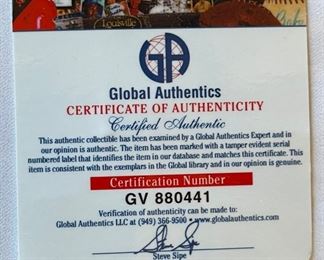 Louisville
GA
Global Authentics
CERTIFICATE OF AUTHENTICITY
Certified Authentic
This authentic collectible has been examined by a Global Authentics Expert and in
our opinion is authentic. The item has been marked with a tamper evident serial
numbered label that identifies the item in our database and matches this certificate. This
item is consistent with the exemplars in the Global library and in our opinion is genuine.
Certification Number
GV 880441
Verification of authenticity can be made to:
Global Authentics LLC at (949) 366-9500 • www.globalauthentics.com
Steve Sipe
Steve Sipe